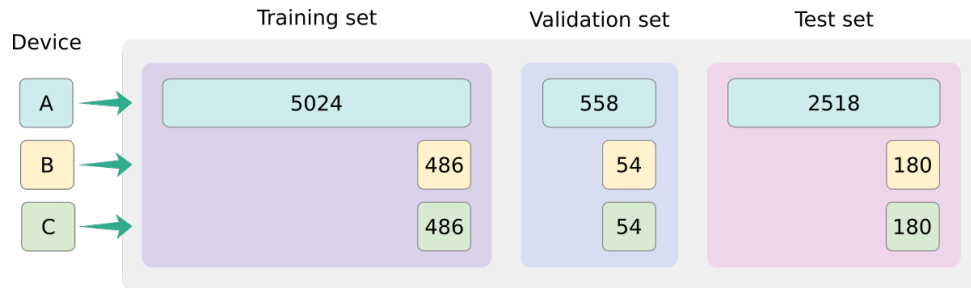 Training set
Validation set
Test set
Device
A
5024
558
2518
B
486
54
180
C
486
54
180